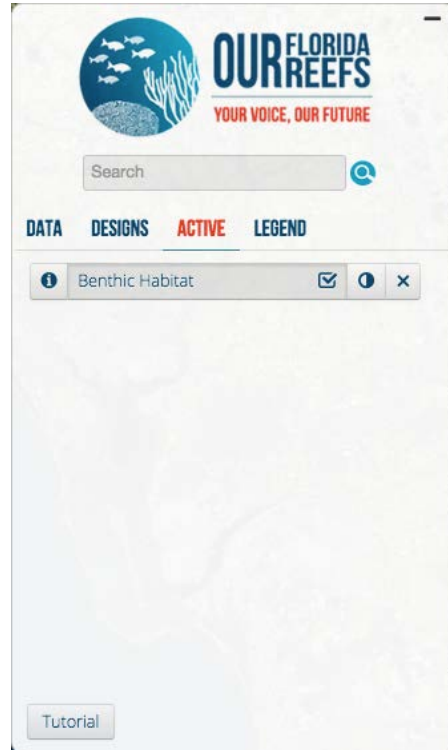 OUR FLORIDA REEFS
YOUR VOICE, OUR FUTURE
Search
DATA DESIGNS ACTIVE LEGEND
Benthic Habitat
Tutorial